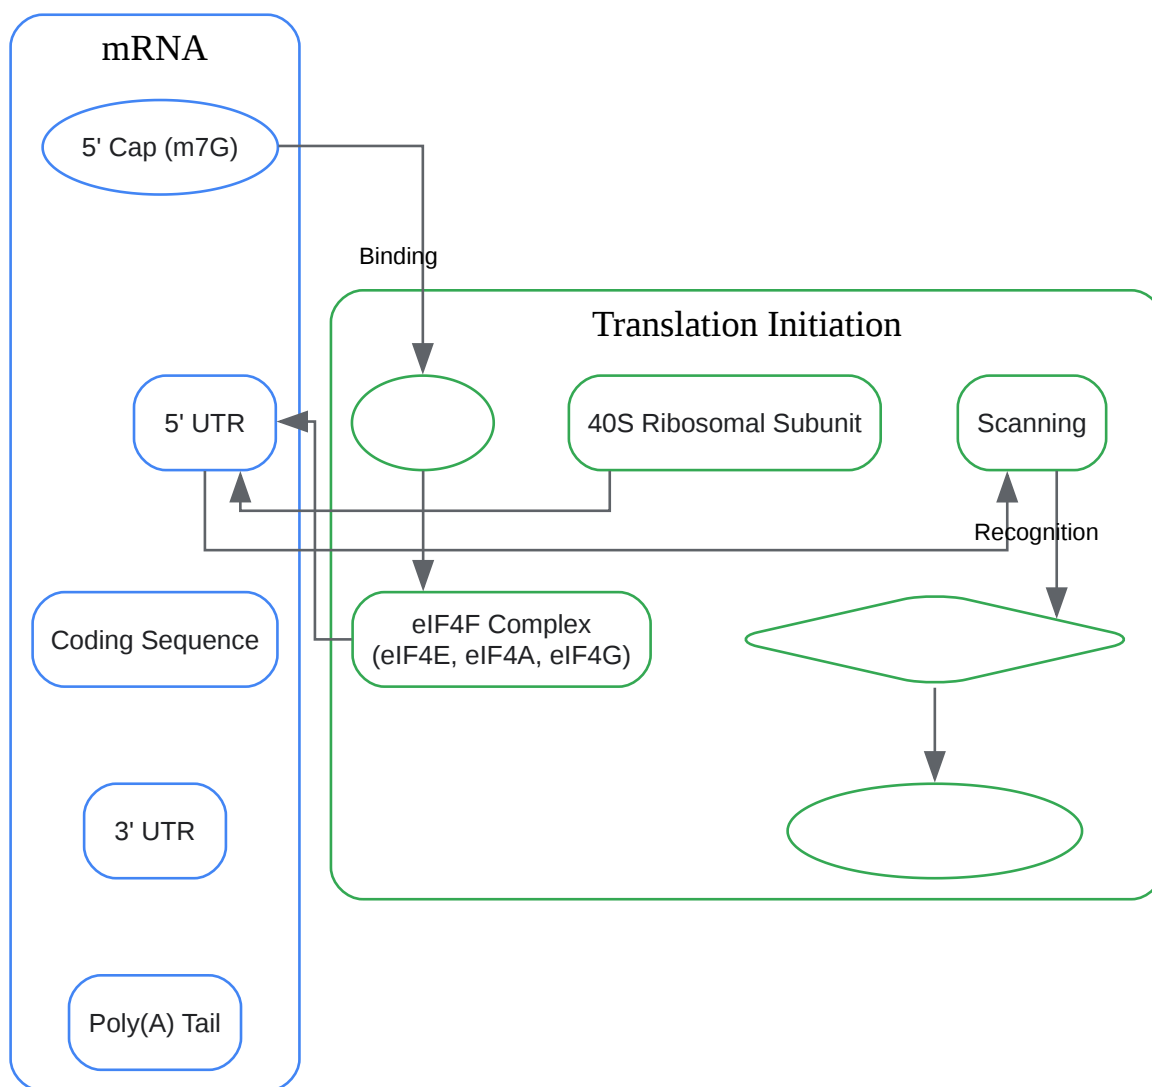 mRNA
5' Cap (m7G)
Binding
Translation Initiation
5' UTR
40S Ribosomal Subunit
Scanning
Recognition
Coding Sequence
eIF4F Complex
(eIF4E, eIF4A, eIF4G)
3' UTR
Poly(A) Tail